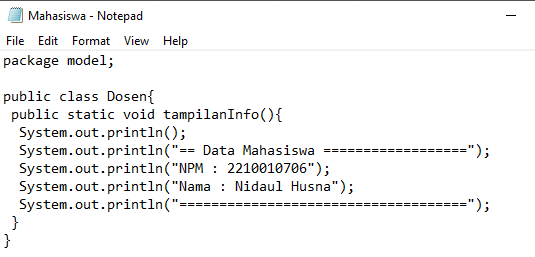 Mahasiswa - Notepad
File Edit Format View Help
package model;

public class Dosen{
 public static void tampilanInfo(){
  System.out.println();
  System.out.println("== Data Mahasiswa ==================");
  System.out.println("NPM : 2210010706");
  System.out.println("Nama : Nidaul Husna");
  System.out.println("====================================");
 }
}